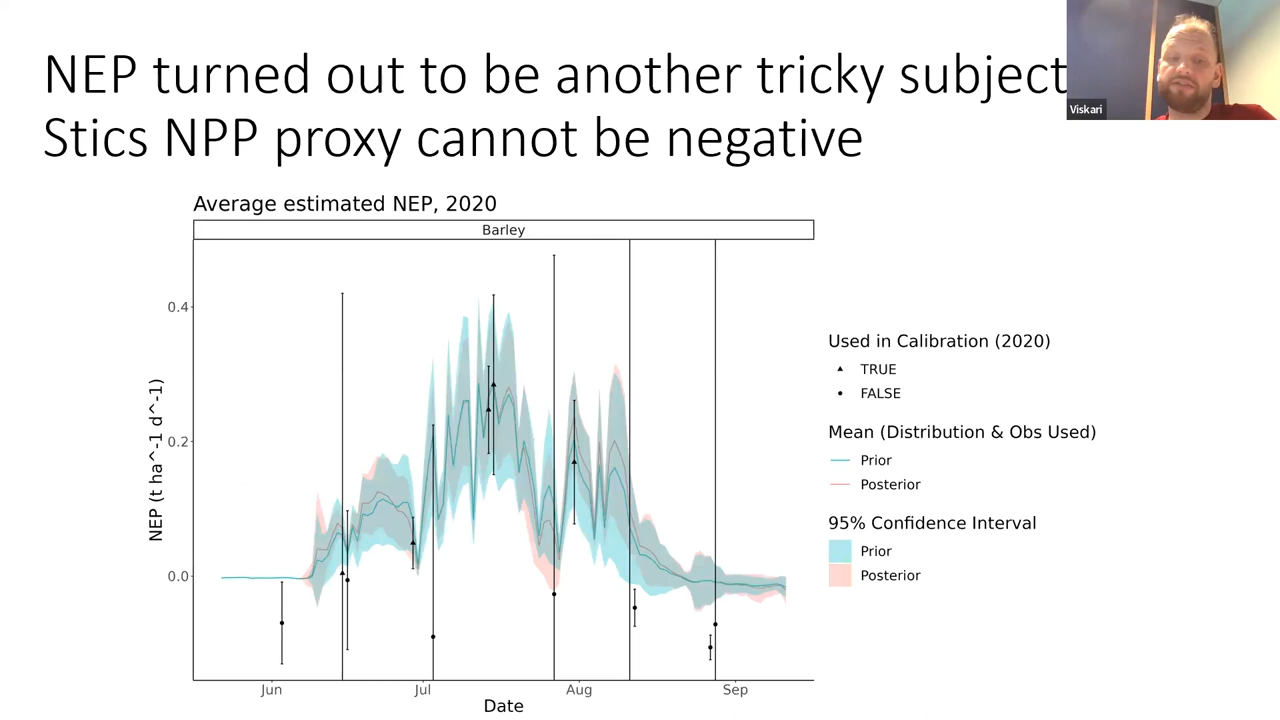 NEP turned out to be another tricky subject
Stics NPP proxy cannot be negative
Viskari
Average estimated NEP, 2020
Barley
0.4
0.2
0.0
NEP (t ha^-1 d^-1)
Jun
Jul
Aug
Sep
Date
Used in Calibration (2020)
TRUE
FALSE
Mean (Distribution & Obs Used)
Prior
Posterior
95% Confidence Interval
Prior
Posterior